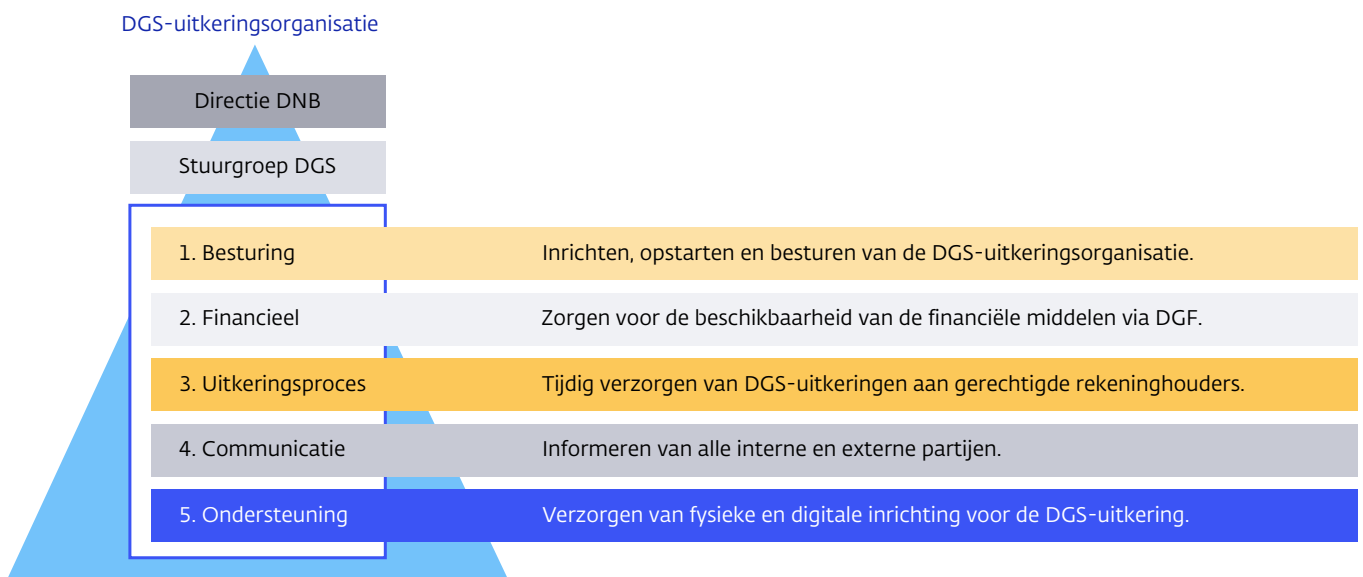 DGS-uitkeringsorganisatie
Directie DNB
Stuurgroep DGS
1. Besturing Inrichten, opstarten en besturen van de DGS-uitkeringsorganisatie.
2. Financieel Zorgen voor de beschikbaarheid van de financiële middelen via DGF.
3. Uitkeringsproces Tijdig verzorgen van DGS-uitkeringen aan gerechtigde rekeninghouders.
4. Communicatie Informeren van alle interne en externe partijen.
5. Ondersteuning Verzorgen van fysieke en digitale inrichting voor de DGS-uitkering.